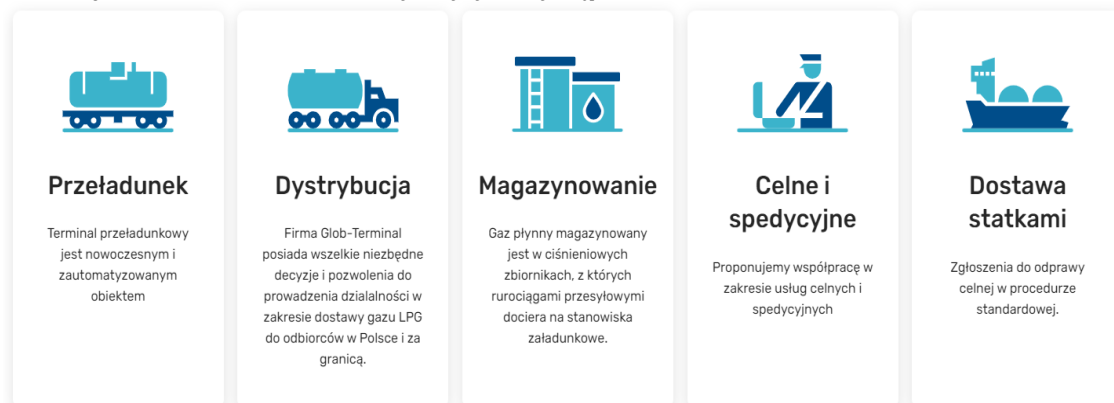 Przeładunek
Terminal przeładunkowy
jest nowoczesnym i
zautomatyzowanym
obiektem
Dystrybucja
Firma Glob-Terminal
posiada wszelkie niezbędne
decyzje i pozwolenia do
prowadzenia dzialalności w
zakresie dostawy gazu LPG
do odbiorców w Polsce i za
granicą.
Magazynowanie
Gaz płynny magazynowany
jest w ciśnieniowych
zbiornikach, z których
rurociągami przesyłowymi
dociera na stanowiska
załadunkowe.
Celne i
spedycyjne
Proponujemy współpracę w
zakresie usług celnych i
spedycyjnych
Dostawa
statkami
Zgłoszenia do odprawy
celnej w procedurze
standardowej.